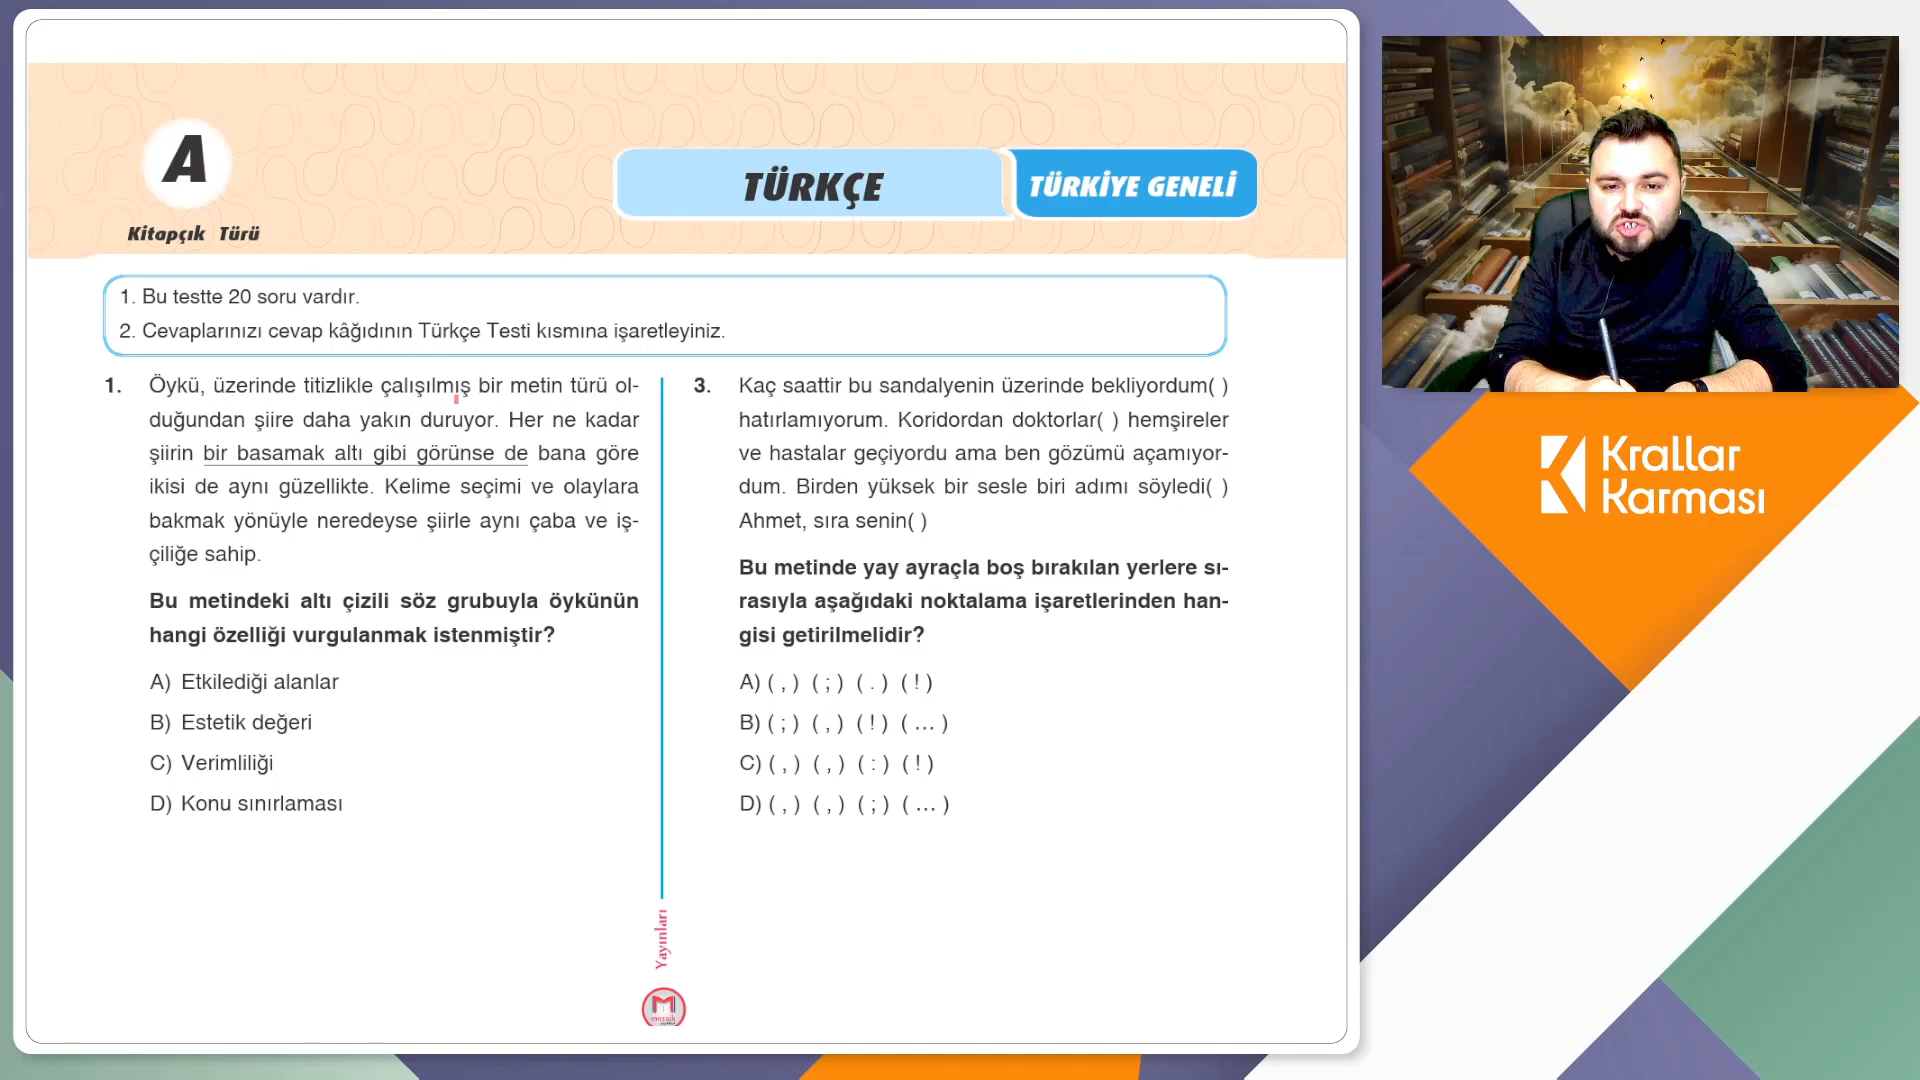 A
Kitapçık Türü
TÜRKÇE
TÜRKİYE GENELİ
1. Bu testte 20 soru vardır.
2. Cevaplarınızı cevap kâğıdının Türkçe Testi kısmına işaretleyiniz.
1. Öykü, üzerinde titizlikle çalışılmış bir metin türü ol-
duğundan şiire daha yakın duruyor. Her ne kadar
şiirin bir basamak altı gibi görünse de bana göre
ikisi de aynı güzellikte. Kelime seçimi ve olaylara
bakmak yönüyle neredeyse şiirle aynı çaba ve iş-
çiliğe sahip.
Bu metindeki altı çizili söz grubuyla öykünün
hangi özelliği vurgulanmak istenmiştir?
A) Etkilediği alanlar
B) Estetik değeri
C) Verimliliği
D) Konu sınırlaması
3. Kaç saattir bu sandalyenin üzerinde bekliyordum( )
hatırlamıyorum. Koridordan doktorlar( ) hemşireler
ve hastalar geçiyordu ama ben gözümü açamıyor-
dum. Birden yüksek bir sesle biri adımı söyledi( )
Ahmet, sıra senin( )
Bu metinde yay ayraçla boş bırakılan yerlere sı-
rasıyla aşağıdaki noktalama işaretlerinden han-
gisi getirilmelidir?
A) ( , ) ( ; ) ( . ) ( ! )
B) ( ; ) ( , ) ( ! ) ( ... )
C) ( , ) ( , ) ( : ) ( ! )
D) ( , ) ( , ) ( ; ) ( ... )
Yayınları
mozaik
Krallar
Karması